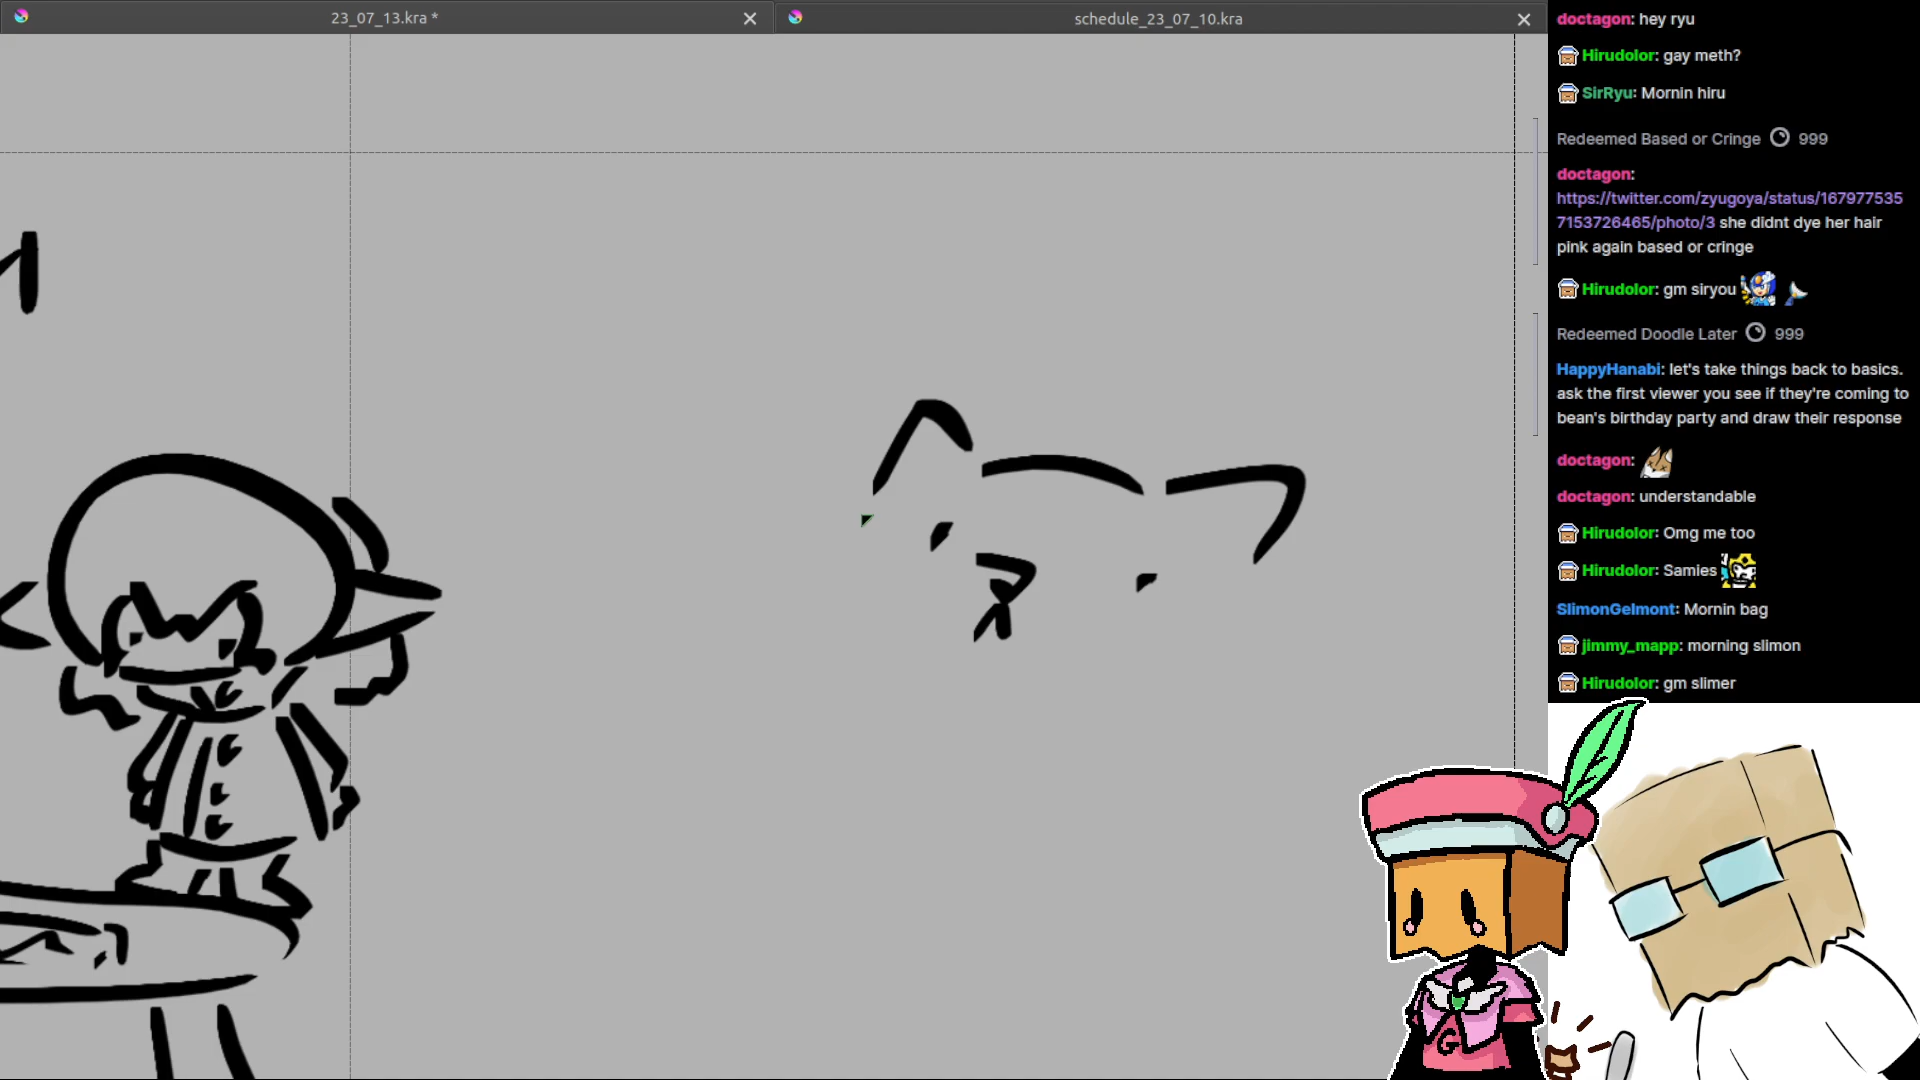 23_07_13.kra *
schedule_23_07_10.kra
doctagon: hey ryu
Hirudolor: gay meth?
SirRyu: Mornin hiru
Redeemed Based or Cringe 999
doctagon:
https://twitter.com/zyugoya/status/167977535
7153726465/photo/3 she didnt dye her hair
pink again based or cringe
Hirudolor: gm siryou
Redeemed Doodle Later 999
HappyHanabi: let's take things back to basics.
ask the first viewer you see if they're coming to
bean's birthday party and draw their response
doctagon:
doctagon: understandable
Hirudolor: Omg me too
Hirudolor: Samies
SlimonGelmont: Mornin bag
jimmy_mapp: morning slimon
Hirudolor: gm slimer
G